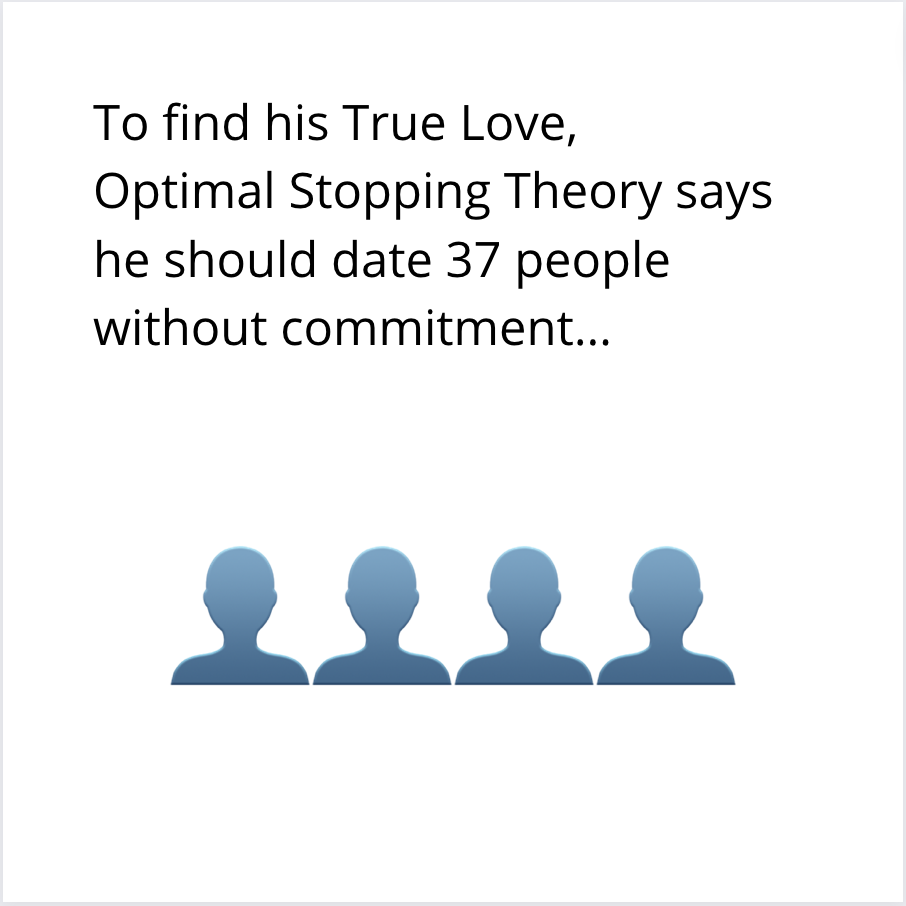 To find his True Love,
Optimal Stopping Theory says
he should date 37 people
without commitment...